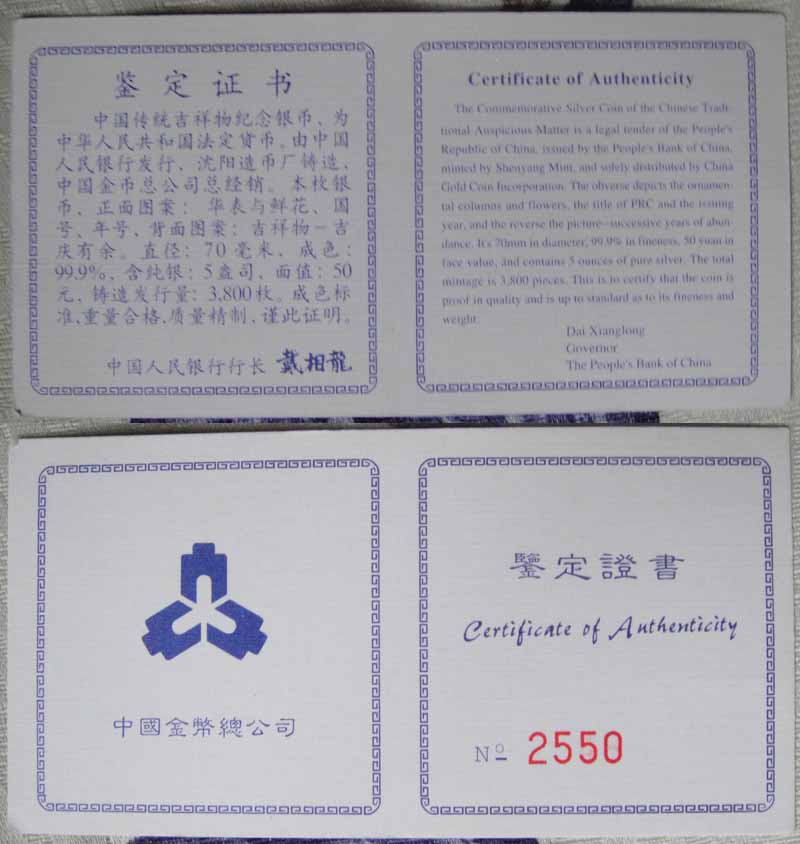 鉴定证书
中国传统吉祥物纪念银币、为
中华人民共和国法定货币。由中国
人民银行发行、沈阳造币厂铸造、
中国金币总公司总经销。本枚银
币、正面图案：华表与鲜花、国
号、年号、背面图案：吉祥物－吉
庆有余。直径：70毫米、成色：
99.9%、含纯银：5盎司、面值：50
元、铸造发行量：3,800枚。成色标
准、重量合格、质量精制、谨此证明。
中国人民银行行长 戴相龍
Certificate of Authenticity
The Commemorative Silver Coin of the Chinese Tradi-
tional Auspicious Matter is a legal tender of the People's
Republic of China, issued by the People's Bank of China,
minted by Shenyang Mint, and solely distributed by China
Gold Coin Incorporation. The obverse depicts the ornamen-
tal columns and flowers, the title of PRC and the issuing
year, and the reverse the picture—successive years of abun-
dance. Its 70mm in diameter, 99.9% in fineness, 50 yuan in
face value, and contains 5 ounces of pure silver. The total
mintage is 3,800 pieces. This is to certify that the coin is
proof in quality and is up to standard as to its fineness and
weight.
Dai Xianglong
Governor
The People's Bank of China
中國金幣總公司
鑒定證書
Certificate of Authenticity
Nº 2550